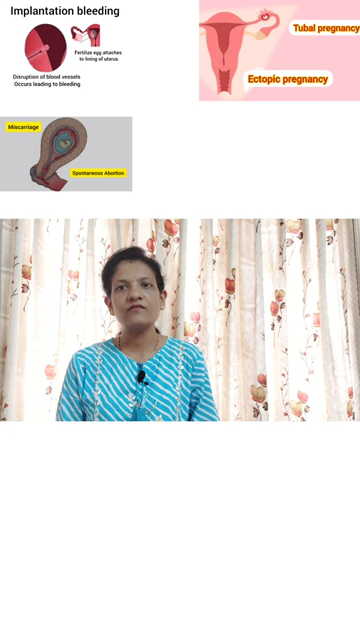 Implantation bleeding
Fertilize egg attaches
to lining of uterus
Disruption of blood vessels
Occurs leading to bleeding
Tubal pregnancy
Ectopic pregnancy
Miscarriage
Spontaneous Abortion